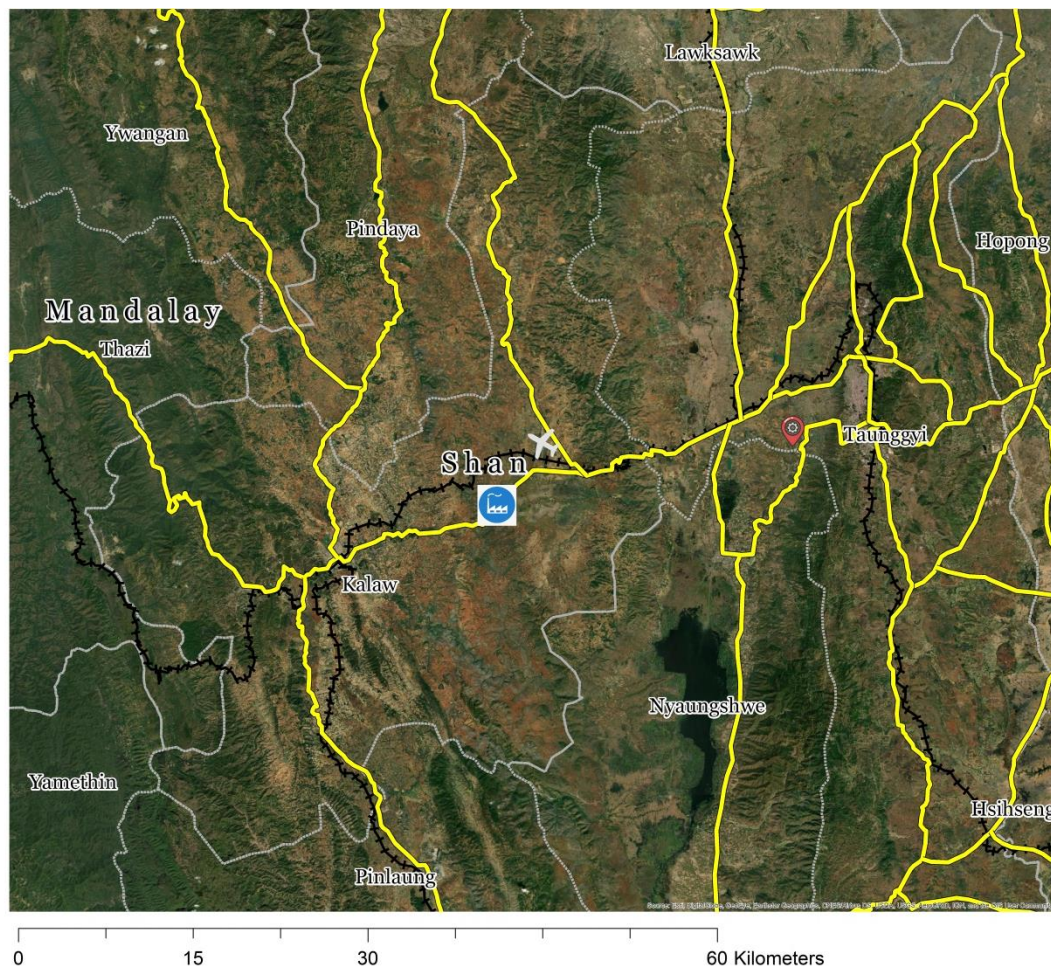 Lawksawk
Ywangan
Pindaya
Hopong
Mandalay
Thazi
Taunggyi
Shan
Kalaw
Nyaungshwe
Yamethin
Hsihseng
Pinlaung
0 15 30 60 Kilometers